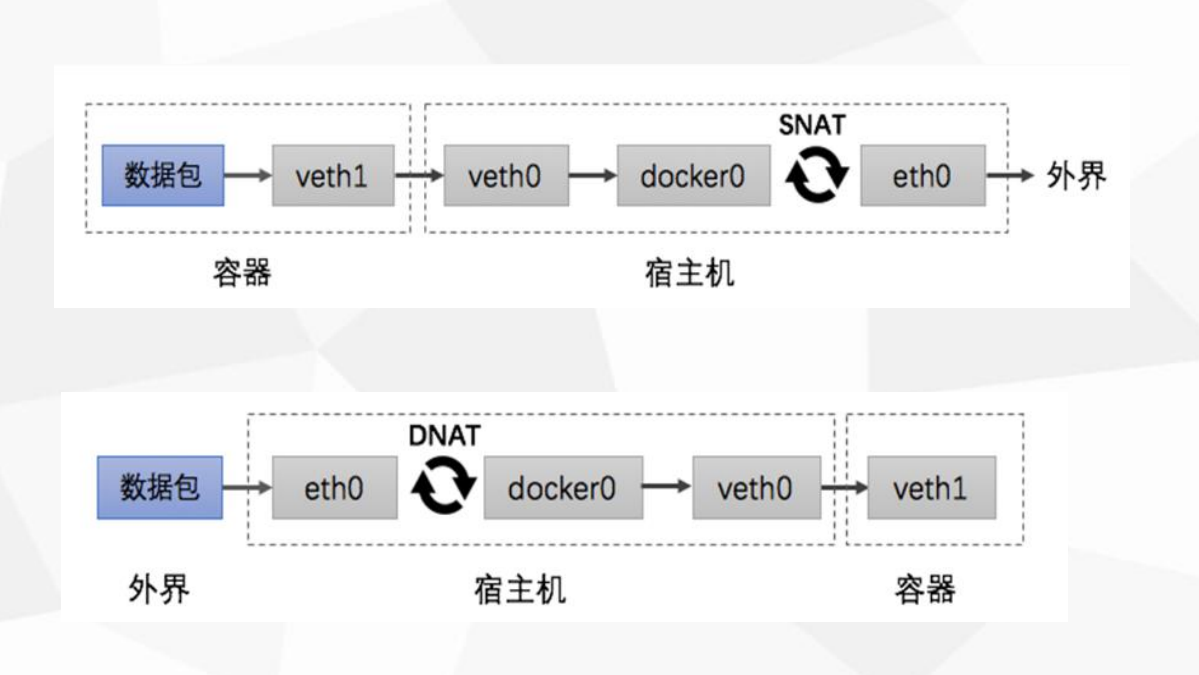 SNAT
数据包 veth1 veth0 docker0 eth0 外界
容器 宿主机
DNAT
数据包 eth0 docker0 veth0 veth1
外界 宿主机 容器